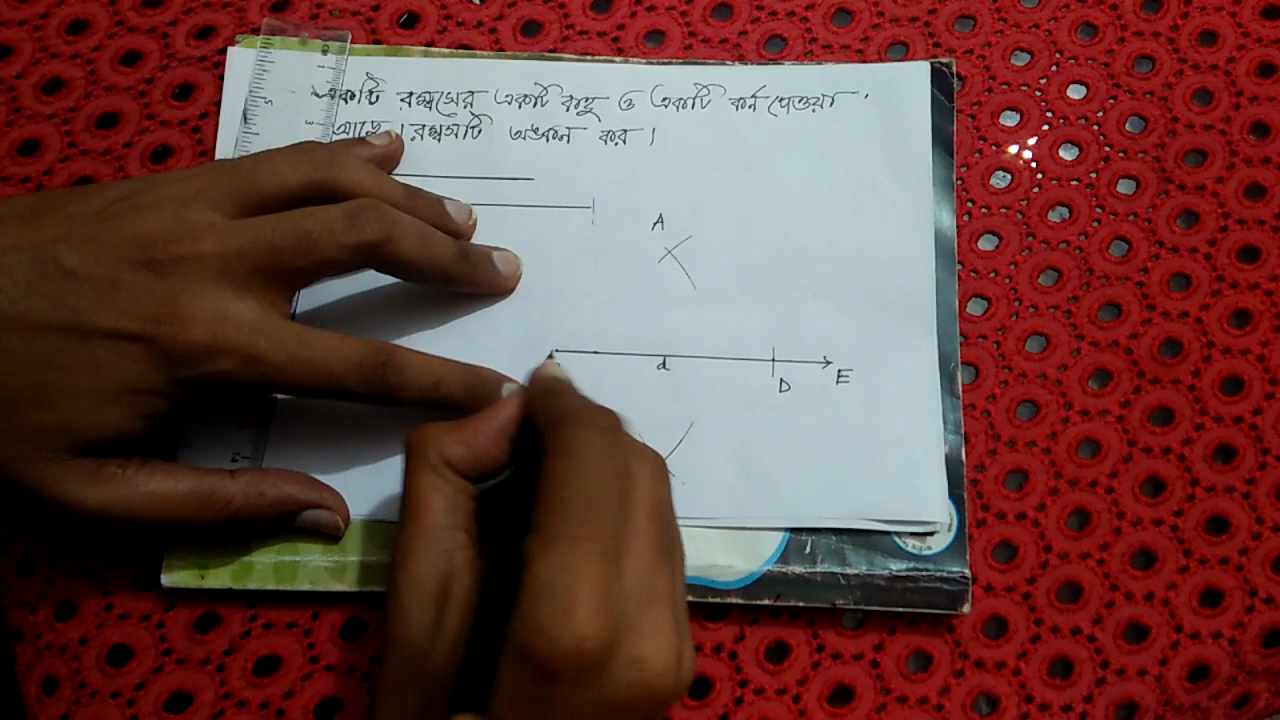 একটি রম্বসের একটি বাহু ও একটি কর্ন দেওয়া
আছে। রম্বসটি অঙ্কন কর।
A
d
D
E